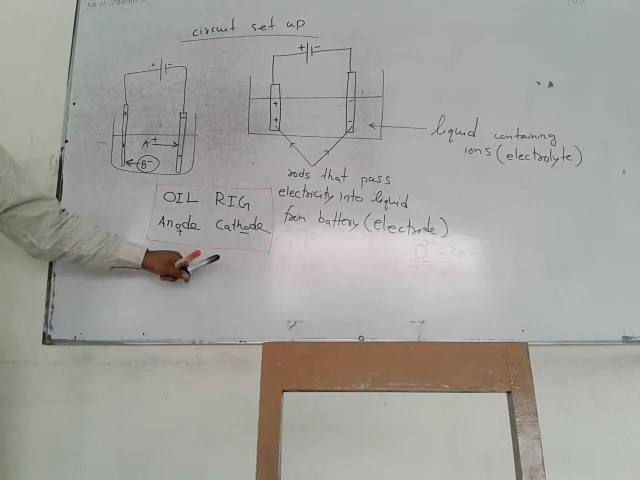 circuit set up
+ -
+ -
A+
B-
liquid containing
ions (electrolyte)
rods that pass
electricity into liquid
from battery (electrode)
OIL RIG
Anode Cathode
+ -